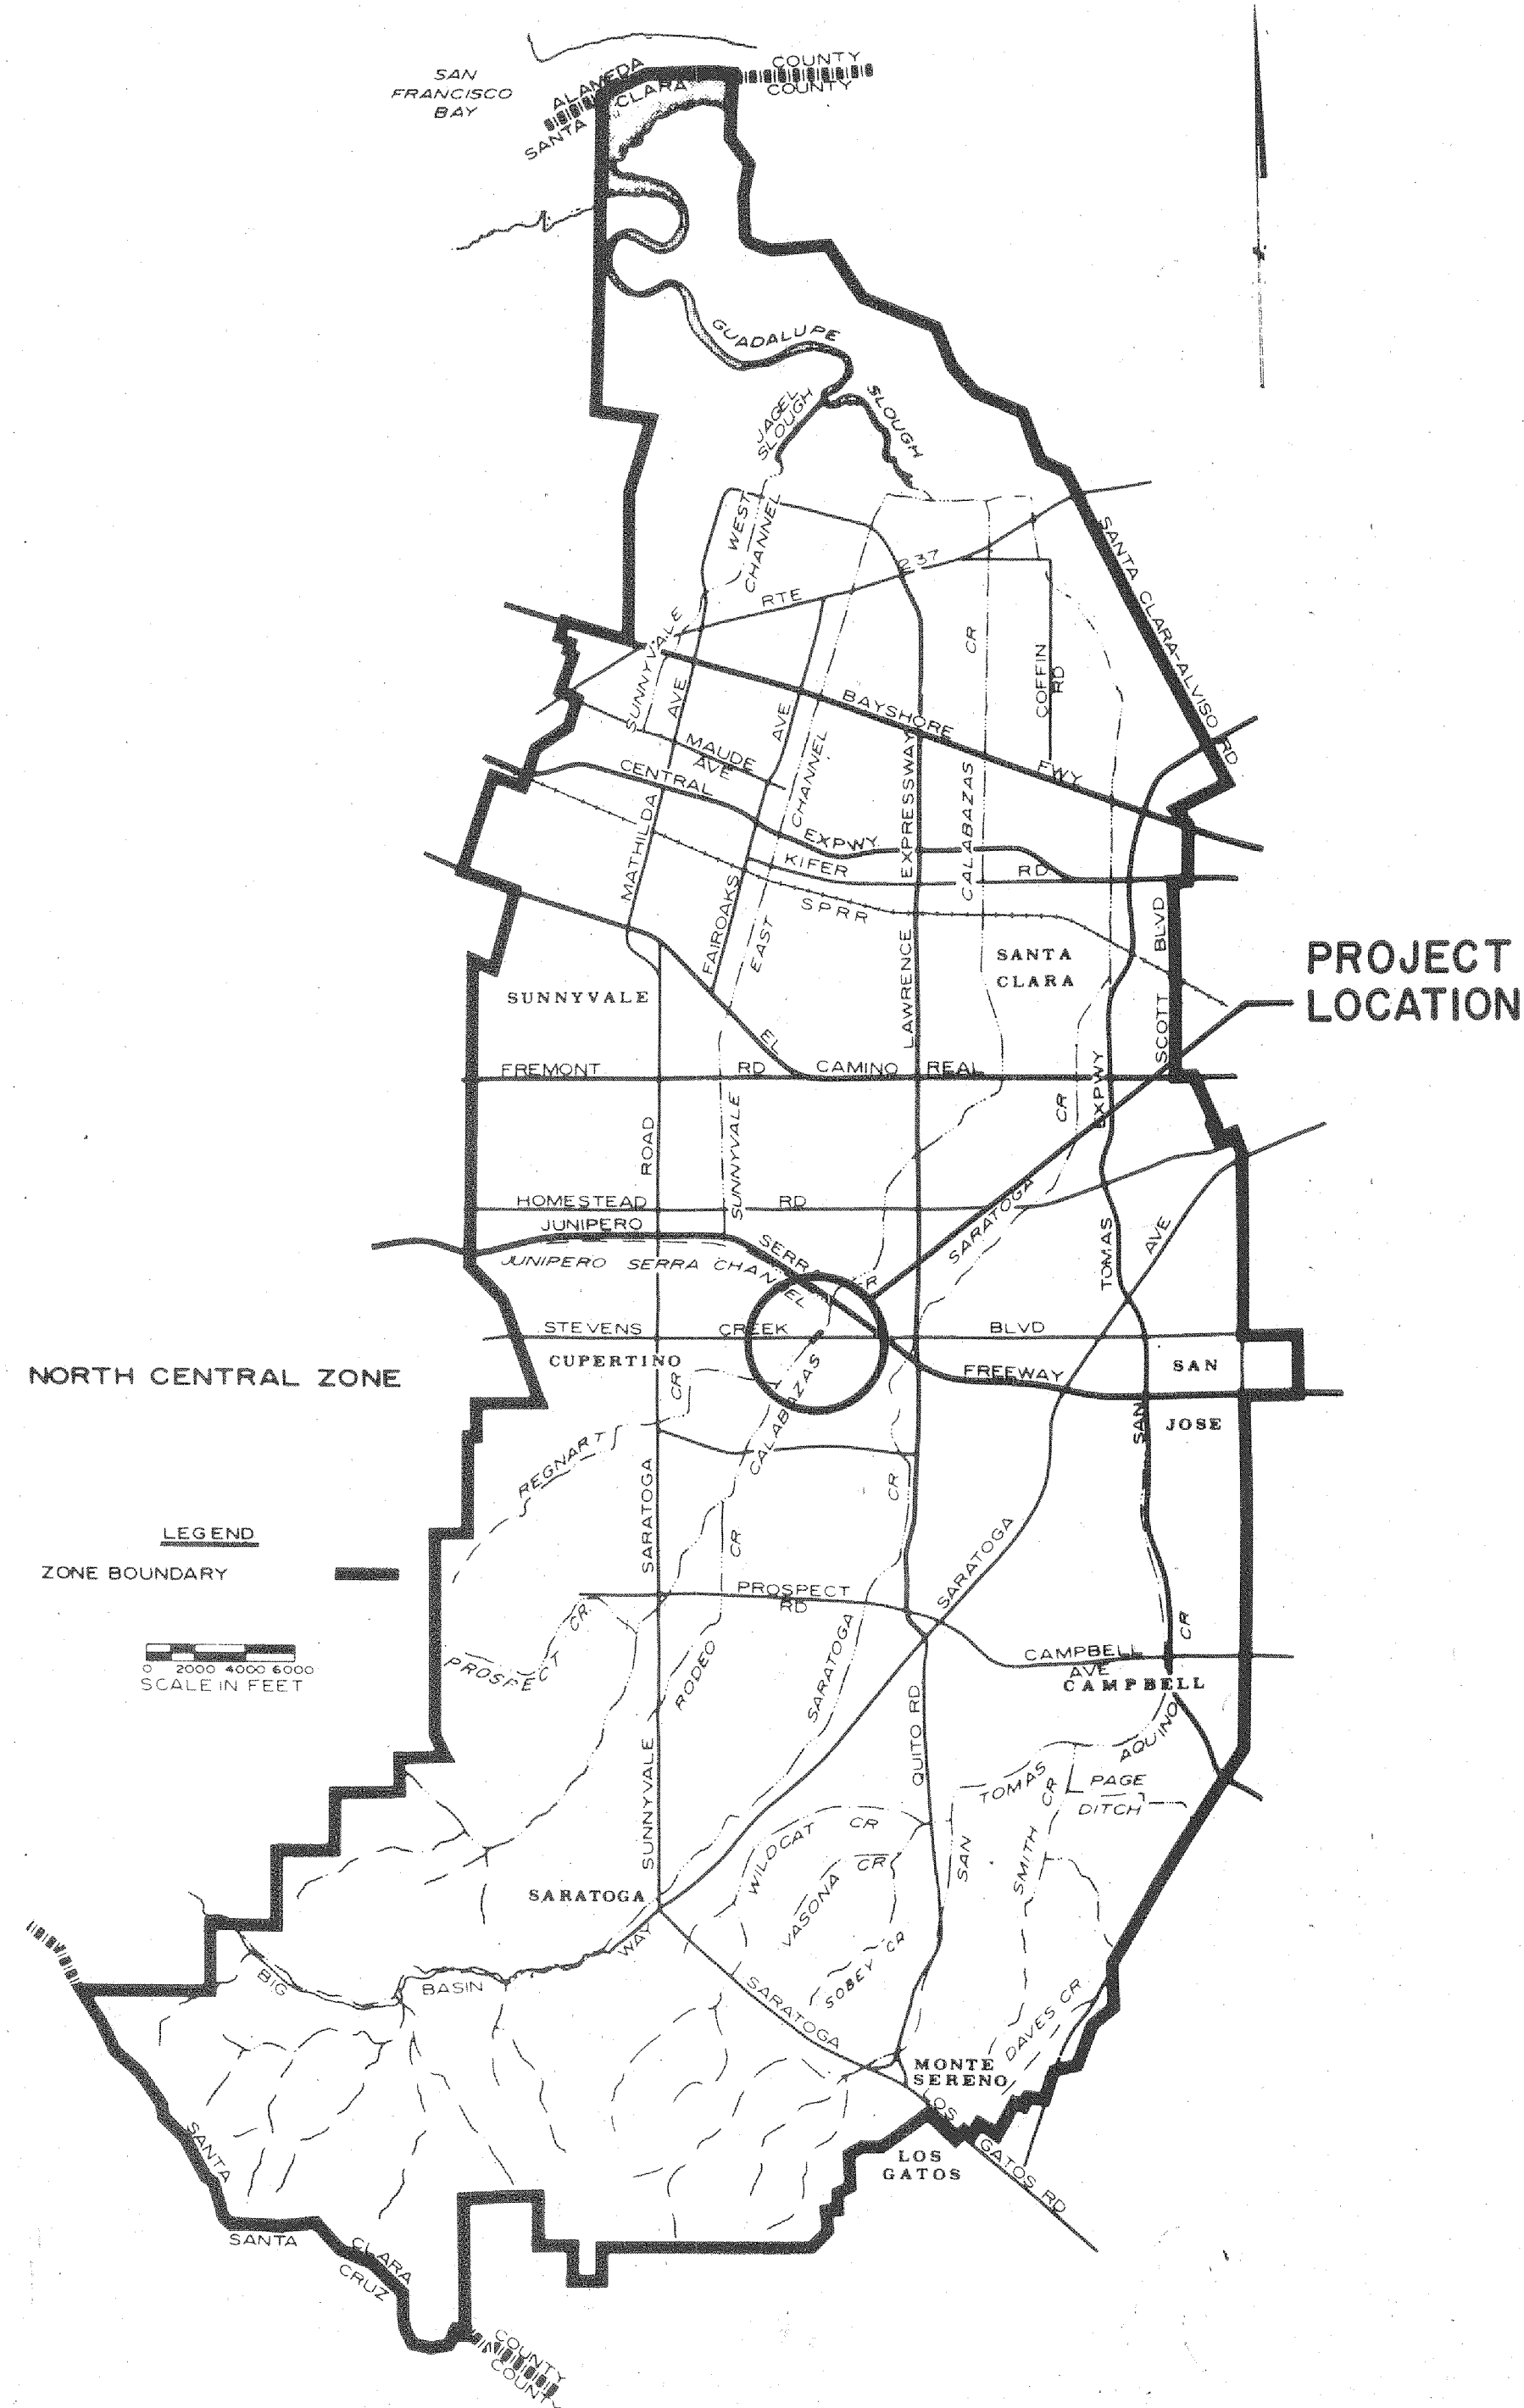 SAN
FRANCISCO
BAY
ALAMEDA
COUNTY
SANTA CLARA
COUNTY
GUADALUPE
SLOUGH
JAGEL
SLOUGH
WEST
CHANNEL
SANTA CLARA-ALVISO RD
RTE
237
SUNNYVALE
CR
COFFIN
RD
AVE
AVE
BAYSHORE
FWY
MAUDE
AVE
CENTRAL
EXPWY
CHANNEL
EXPRESSWAY
CALABAZAS
MATHILDA
KIFER
RD
SPRR
FAIROAKS
EAST
LAWRENCE
BLVD
SCOTT
SANTA
CLARA
PROJECT
LOCATION
SUNNYVALE
EL
FREMONT
RD
CAMINO
REAL
CR
EXPWY
ROAD
SUNNYVALE
HOMESTEAD
RD
JUNIPERO
SERRA
SARATOGA
TOMAS
AVE
JUNIPERO SERRA CHANNEL
STEVENS
CREEK
BLVD
CUPERTINO
FREEWAY
SAN
JOSE
NORTH CENTRAL ZONE
CR
CALABAZAS
SAN
REGNART
SARATOGA
CR
CR
SARATOGA
LEGEND
ZONE BOUNDARY
PROSPECT
RD
CR
PROSPECT
CR
0 2000 4000 6000
SCALE IN FEET
RODEO
SARATOGA
CAMPBELL
AVE
CAMPBELL
QUITO RD
AQUINO
TOMAS
CR
PAGE
DITCH
SUNNYVALE
WILDCAT
CR
VASONA
CR
SAN
SMITH
SARATOGA
WAY
SOBEY CR
BIG
BASIN
SARATOGA
DAVES CR
MONTE
SERENO
LOS
LOS
GATOS
GATOS RD
SANTA
CLARA
SANTA
CRUZ
COUNTY
COUNTY